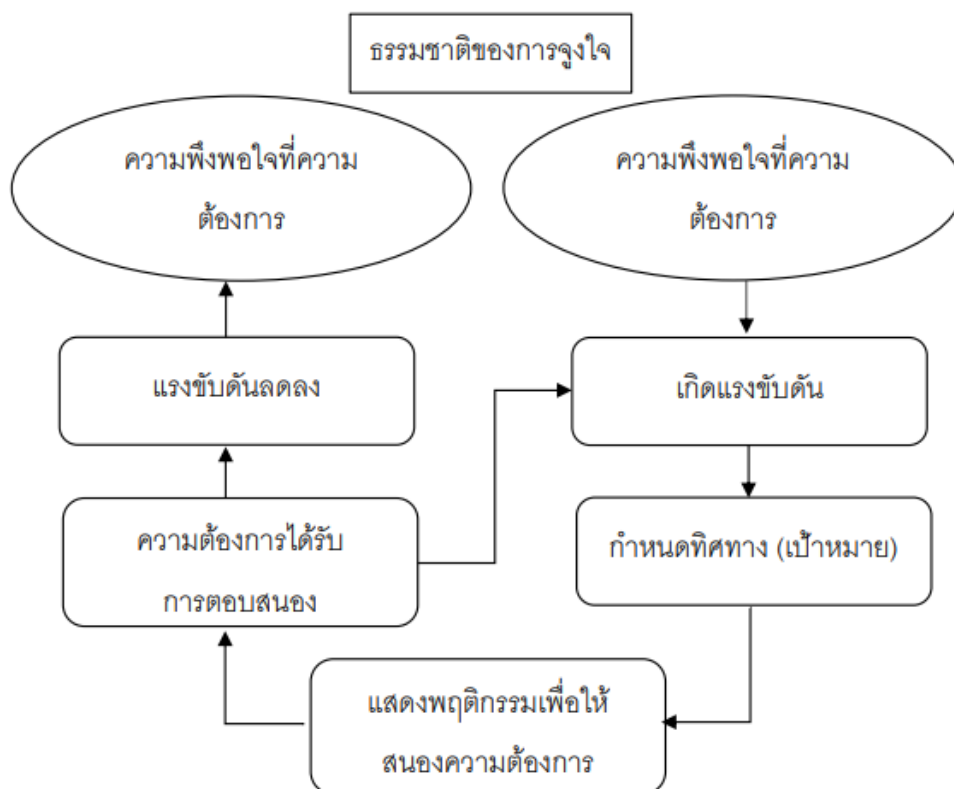 ธรรมชาติของการจูงใจ
ความพึงพอใจที่ความ
ต้องการ
ความพึงพอใจที่ความ
ต้องการ
แรงขับดันลดลง
เกิดแรงขับดัน
ความต้องการได้รับ
การตอบสนอง
กำหนดทิศทาง (เป้าหมาย)
แสดงพฤติกรรมเพื่อให้
สนองความต้องการ